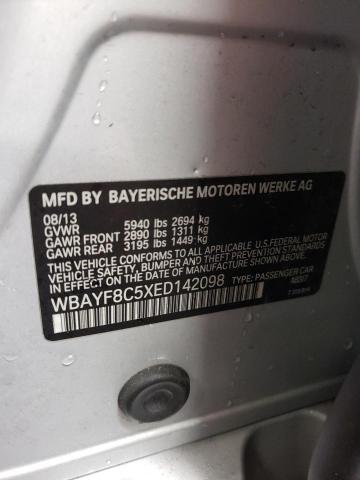 MFD BY BAYERISCHE MOTOREN WERKE AG
08/13
GVWR 5940 lbs 2694 kg
GAWR FRONT 2890 lbs 1311 kg
GAWR REAR 3195 lbs 1449 kg
THIS VEHICLE CONFORMS TO ALL APPLICABLE U.S. FEDERAL MOTOR
VEHICLE SAFETY, BUMPER, AND THEFT PREVENTION STANDARDS
IN EFFECT ON THE DATE OF MANUFACTURE SHOWN ABOVE.
WBAYF8C5XED142098 TYPE: PASSENGER CAR